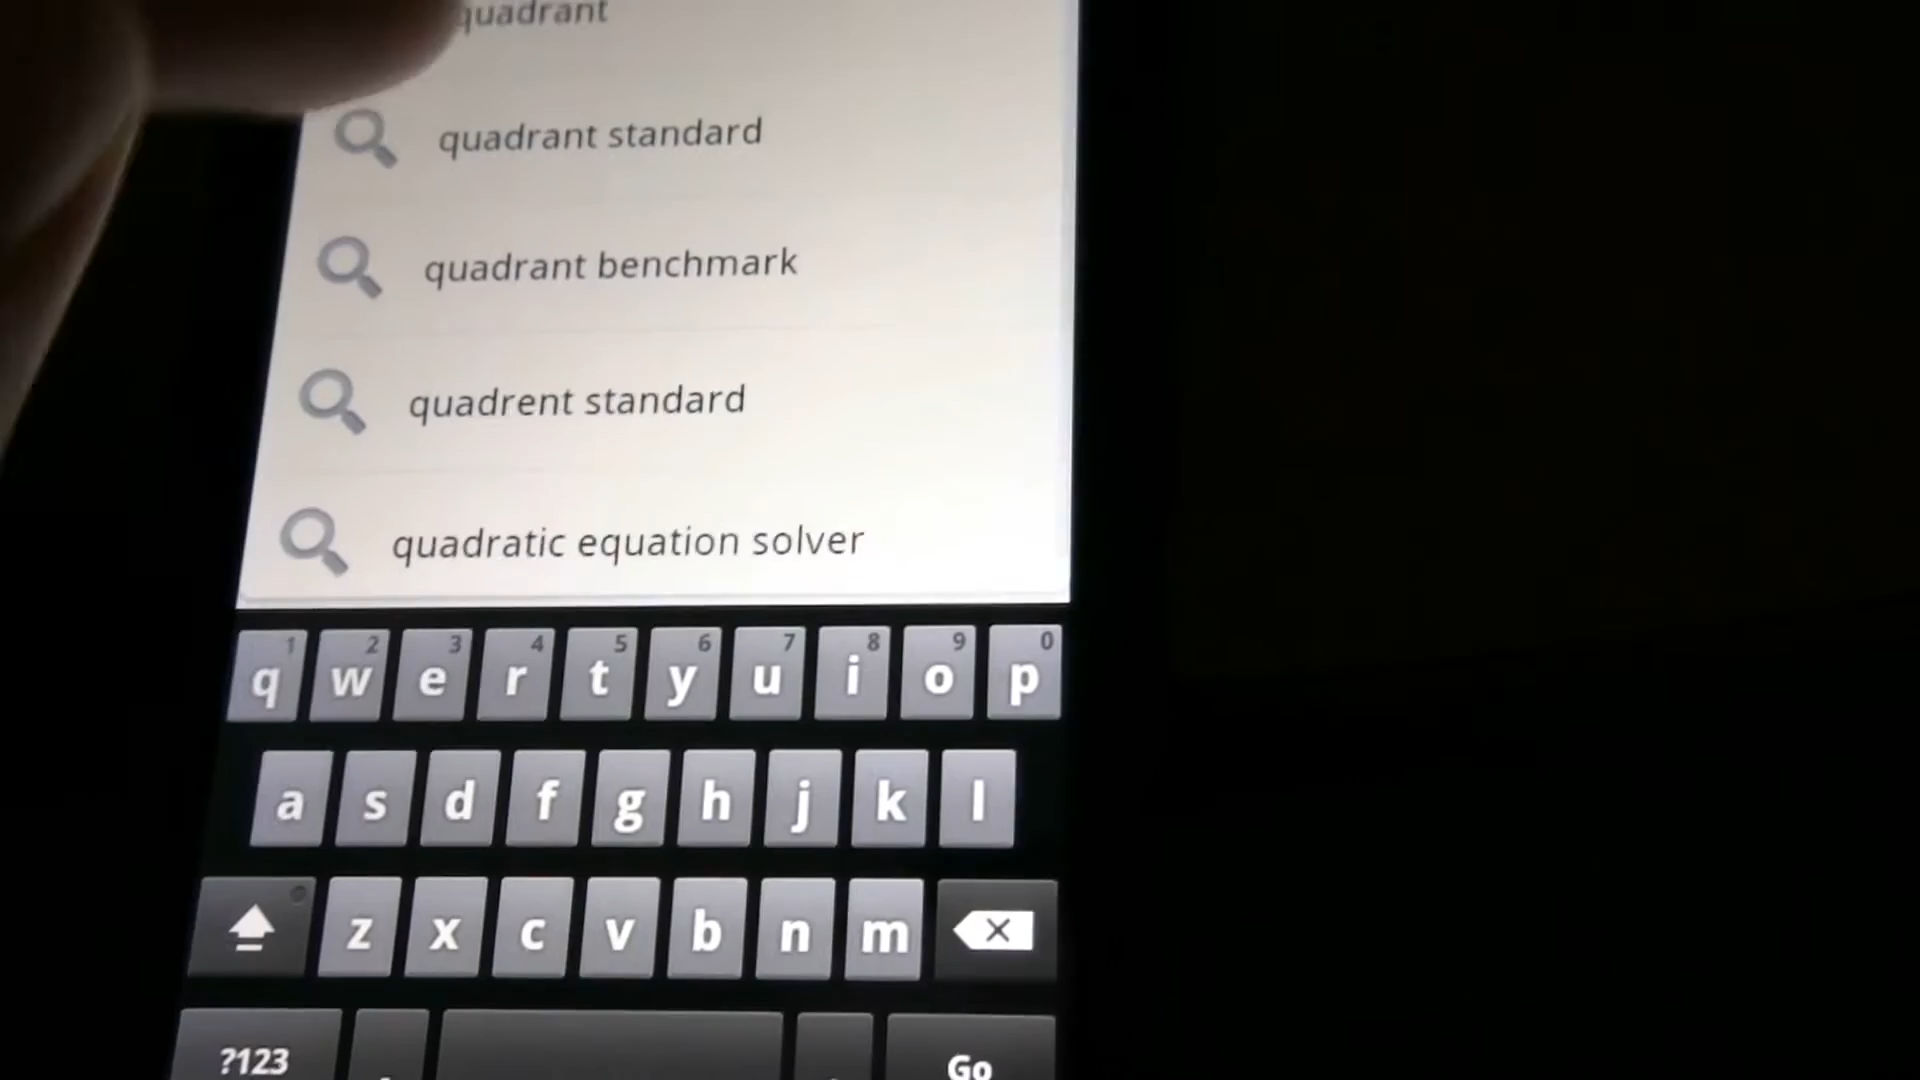 quadrant
quadrant standard
quadrant benchmark
quadrent standard
quadratic equation solver
1 2 3 4 5 6 7 8 9 0
q w e r t y u i o p
a s d f g h j k l
z x c v b n m
?123 , . Go